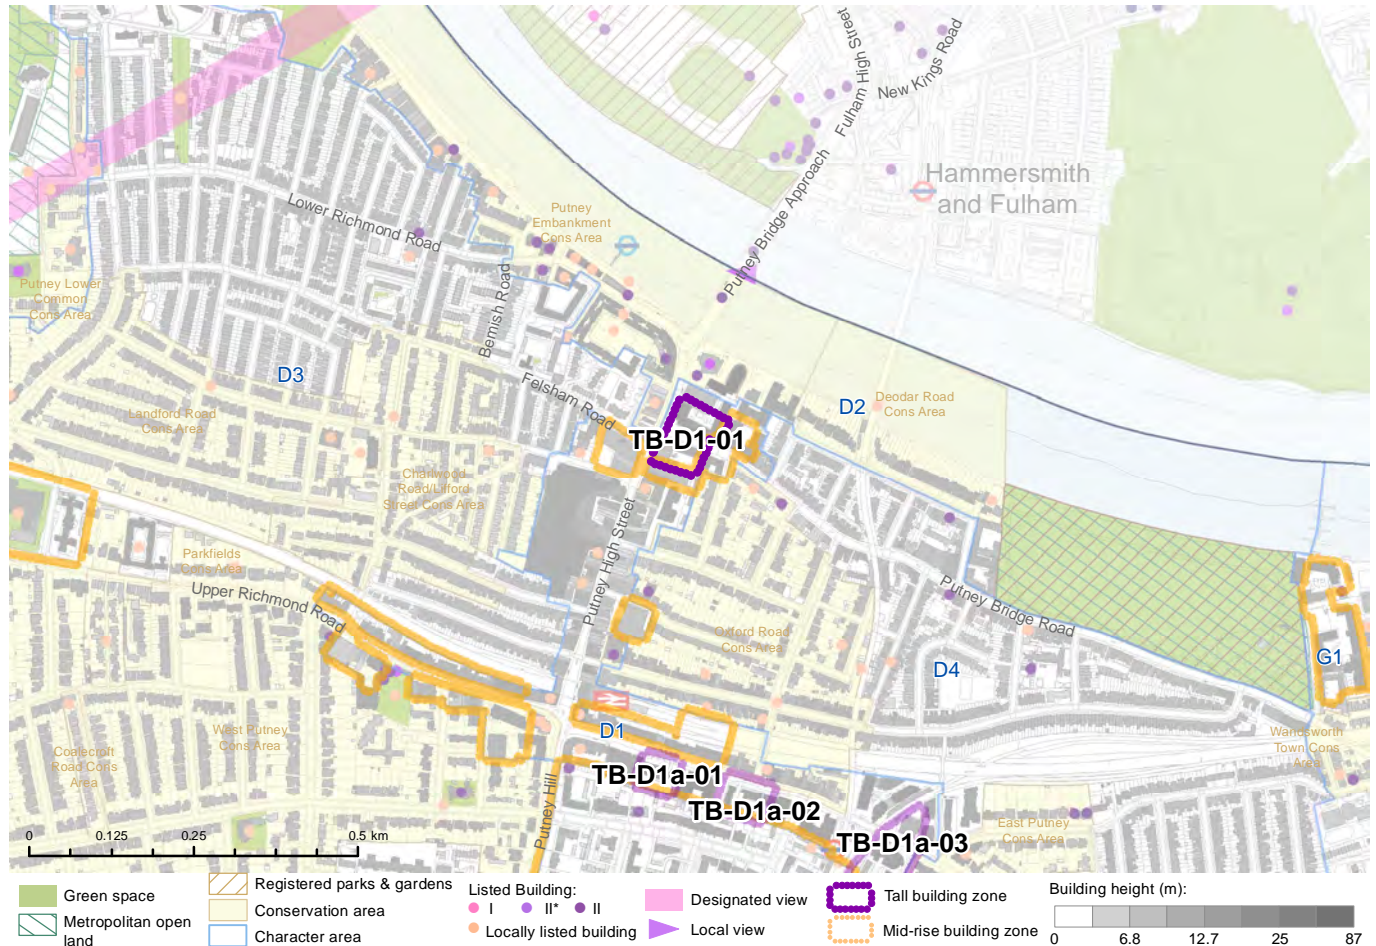 Fulham High Street
New Kings Road
Putney Bridge Approach
Hammersmith
and Fulham
Lower Richmond Road
Putney
Embankment
Cons Area
Putney Lower
Common
Cons Area
Bemish Road
D3
Felsham Road
D2
Deodar Road
Cons Area
Landford Road
Cons Area
TB-D1-01
Charlwood
Road/Lifford
Street Cons Area
Putney High Street
Parkfields
Cons Area
Upper Richmond Road
Putney Bridge Road
Oxford Road
Cons Area
D4
G1
West Putney
Cons Area
D1
Wandsworth
Town Cons
Area
Coalecroft
Road Cons
Area
TB-D1a-01
TB-D1a-02
Putney Hill
East Putney
Cons Area
TB-D1a-03
0 0.125 0.25 0.5 km
Green space
Metropolitan open
land
Registered parks & gardens
Conservation area
Character area
Listed Building:
I II* II
Locally listed building
Designated view
Local view
Tall building zone
Mid-rise building zone
Building height (m):
0 6.8 12.7 25 87